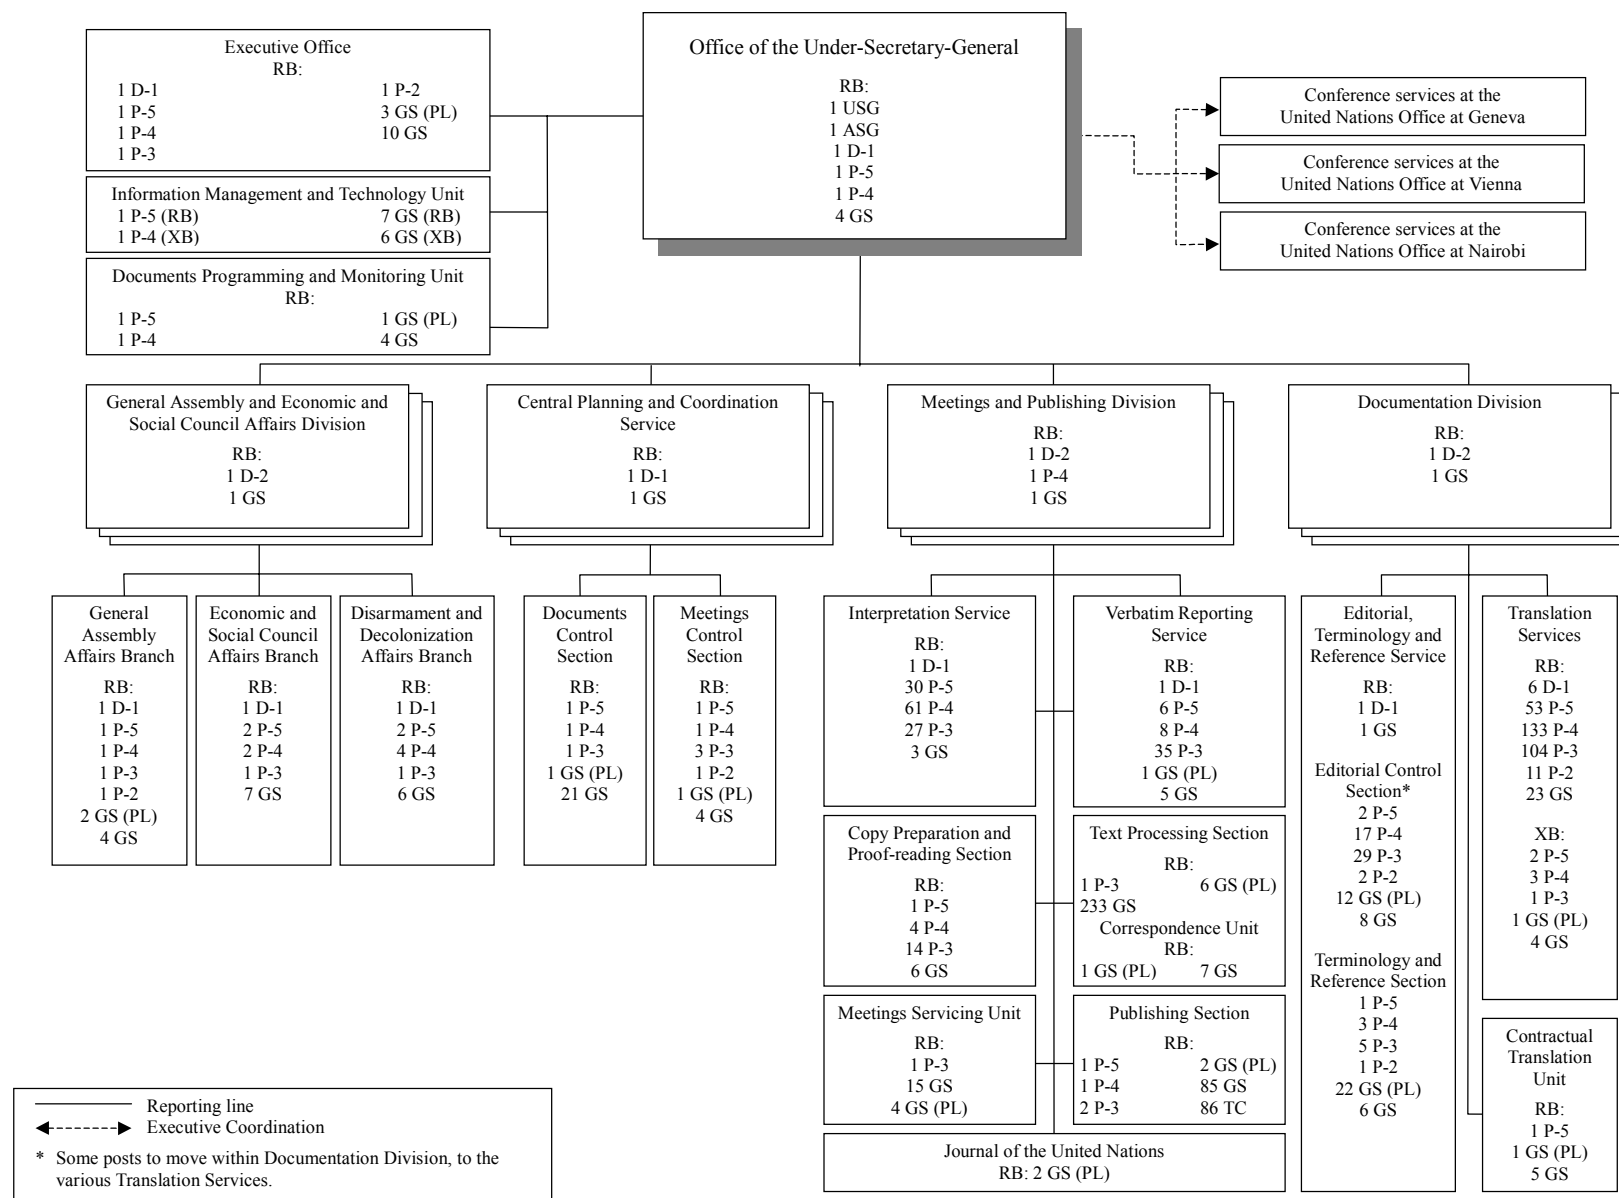 Executive Office
RB:
1 D-1 1 P-2
1 P-5 3 GS (PL)
1 P-4 10 GS
1 P-3
Information Management and Technology Unit
1 P-5 (RB) 7 GS (RB)
1 P-4 (XB) 6 GS (XB)
Documents Programming and Monitoring Unit
RB:
1 P-5 1 GS (PL)
1 P-4 4 GS
Office of the Under-Secretary-General
RB:
1 USG
1 ASG
1 D-1
1 P-5
1 P-4
4 GS
Conference services at the
United Nations Office at Geneva
Conference services at the
United Nations Office at Vienna
Conference services at the
United Nations Office at Nairobi
General Assembly and Economic and
Social Council Affairs Division
RB:
1 D-2
1 GS
Central Planning and Coordination
Service
RB:
1 D-1
1 GS
Meetings and Publishing Division
RB:
1 D-2
1 P-4
1 GS
Documentation Division
RB:
1 D-2
1 GS
General
Assembly
Affairs Branch
RB:
1 D-1
1 P-5
1 P-4
1 P-3
1 P-2
2 GS (PL)
4 GS
Economic and
Social Council
Affairs Branch
RB:
1 D-1
2 P-5
2 P-4
1 P-3
7 GS
Disarmament and
Decolonization
Affairs Branch
RB:
1 D-1
2 P-5
4 P-4
1 P-3
6 GS
Documents
Control
Section
RB:
1 P-5
1 P-4
1 P-3
1 GS (PL)
21 GS
Meetings
Control
Section
RB:
1 P-5
1 P-4
3 P-3
1 P-2
1 GS (PL)
4 GS
Interpretation Service
RB:
1 D-1
30 P-5
61 P-4
27 P-3
3 GS
Verbatim Reporting
Service
RB:
1 D-1
6 P-5
8 P-4
35 P-3
1 GS (PL)
5 GS
Copy Preparation and
Proof-reading Section
RB:
1 P-5
4 P-4
14 P-3
6 GS
Text Processing Section
RB:
1 P-3 6 GS (PL)
233 GS
Correspondence Unit
RB:
1 GS (PL) 7 GS
Meetings Servicing Unit
RB:
1 P-3
15 GS
4 GS (PL)
Publishing Section
RB:
1 P-5 2 GS (PL)
1 P-4 85 GS
2 P-3 86 TC
Journal of the United Nations
RB: 2 GS (PL)
Editorial,
Terminology and
Reference Service
RB:
1 D-1
1 GS
Editorial Control
Section*
2 P-5
17 P-4
29 P-3
2 P-2
12 GS (PL)
8 GS
Terminology and
Reference Section
1 P-5
3 P-4
5 P-3
1 P-2
22 GS (PL)
6 GS
Translation
Services
RB:
6 D-1
53 P-5
133 P-4
104 P-3
11 P-2
23 GS
XB:
2 P-5
3 P-4
1 P-3
1 GS (PL)
4 GS
Contractual
Translation
Unit
RB:
1 P-5
1 GS (PL)
5 GS
Reporting line
Executive Coordination
* Some posts to move within Documentation Division, to the
various Translation Services.